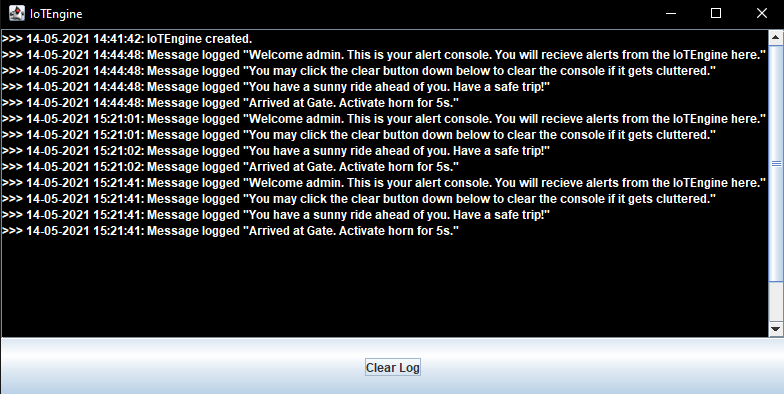 IoTEngine
>>> 14-05-2021 14:41:42: IoTEngine created.
>>> 14-05-2021 14:44:48: Message logged "Welcome admin. This is your alert console. You will recieve alerts from the IoTEngine here."
>>> 14-05-2021 14:44:48: Message logged "You may click the clear button down below to clear the console if it gets cluttered."
>>> 14-05-2021 14:44:48: Message logged "You have a sunny ride ahead of you. Have a safe trip!"
>>> 14-05-2021 14:44:48: Message logged "Arrived at Gate. Activate horn for 5s."
>>> 14-05-2021 15:21:01: Message logged "Welcome admin. This is your alert console. You will recieve alerts from the IoTEngine here."
>>> 14-05-2021 15:21:01: Message logged "You may click the clear button down below to clear the console if it gets cluttered."
>>> 14-05-2021 15:21:02: Message logged "You have a sunny ride ahead of you. Have a safe trip!"
>>> 14-05-2021 15:21:02: Message logged "Arrived at Gate. Activate horn for 5s."
>>> 14-05-2021 15:21:41: Message logged "Welcome admin. This is your alert console. You will recieve alerts from the IoTEngine here."
>>> 14-05-2021 15:21:41: Message logged "You may click the clear button down below to clear the console if it gets cluttered."
>>> 14-05-2021 15:21:41: Message logged "You have a sunny ride ahead of you. Have a safe trip!"
>>> 14-05-2021 15:21:41: Message logged "Arrived at Gate. Activate horn for 5s."
Clear Log